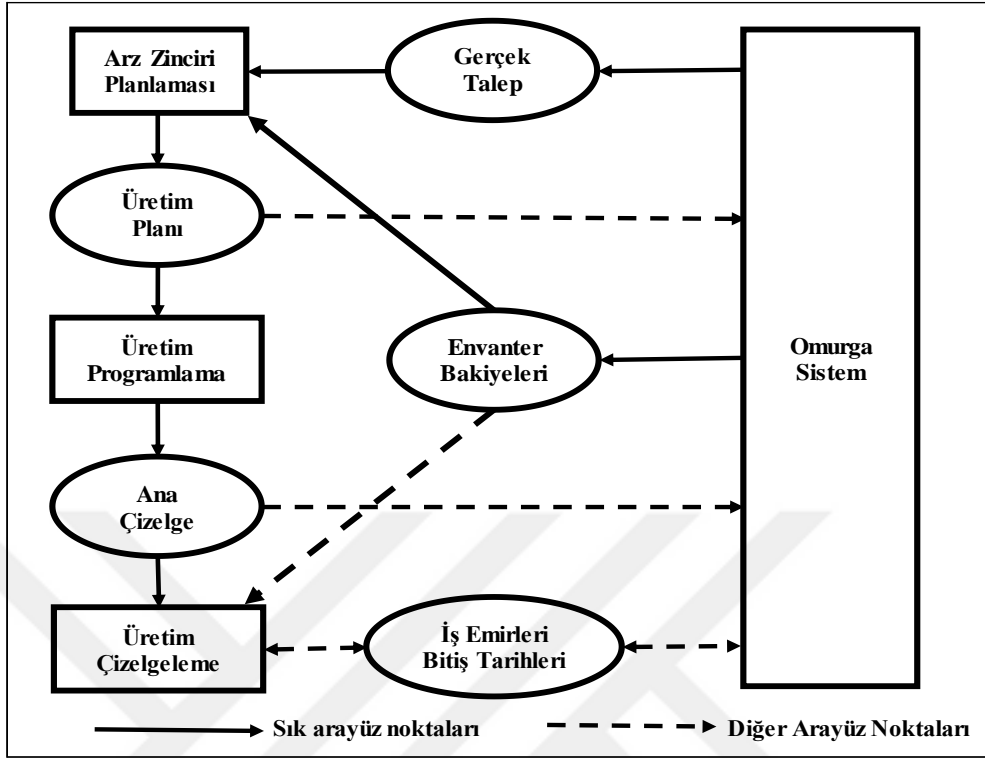 Arz Zinciri
Planlaması
Gerçek
Talep
Üretim
Planı
Üretim
Programlama
Envanter
Bakiyeleri
Omurga
Sistem
Ana
Çizelge
Üretim
Çizelgeleme
İş Emirleri
Bitiş Tarihleri
Sık arayüz noktaları
Diğer Arayüz Noktaları